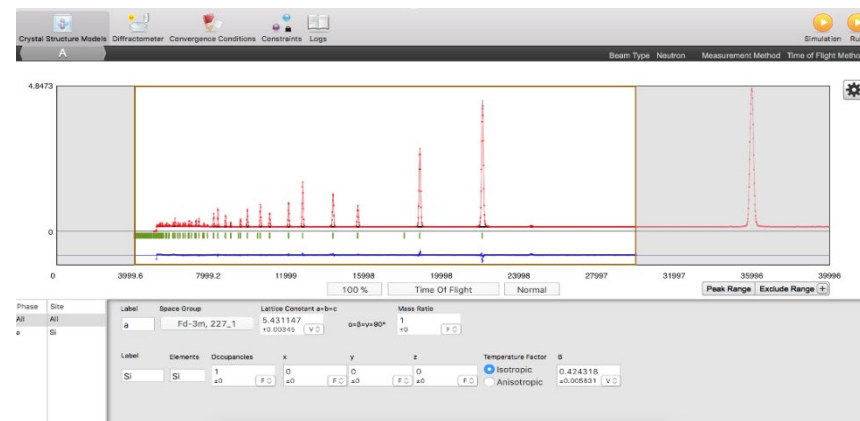 Crystal Structure Models Diffractometer Convergence Conditions Constraints Logs Simulation Ru
A Beam Type Neutron Measurement Method Time of Flight Metho
4.8473
0
0 3999.6 7999.2 11999 15998 19998 23998 27997 31997 35996 39996
100 % Time Of Flight Normal Peak Range Exclude Range +
Phase Site Label Space Group Lattice Constant a=b=c Mass Ratio
All All a Fd-3m, 227_1 5.431147 α=β=γ=90° 1
a Si ±0.00345 V ±0 F
Label Elements Occupancies x y z Temperature Factor B
Si Si 1 0 0 0 Isotropic 0.424318
±0 F ±0 F ±0 F ±0 F Anisotropic ±0.005831 V